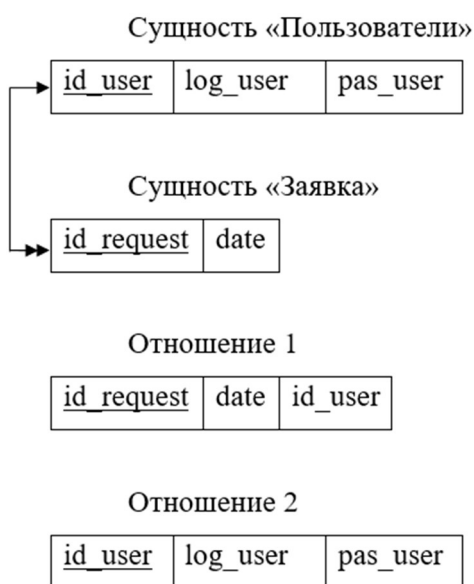 Сущность «Пользователи»
id_user log_user pas_user
Сущность «Заявка»
id_request date
Отношение 1
id_request date id_user
Отношение 2
id_user log_user pas_user